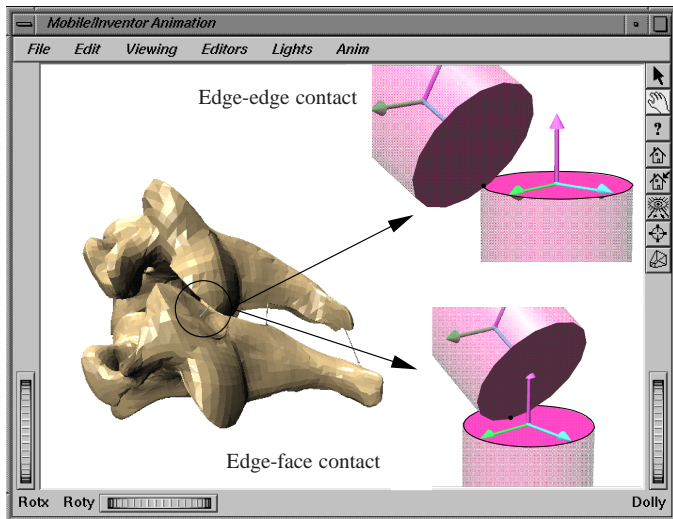 Mobile/Inventor Animation
File Edit Viewing Editors Lights Anim
Edge-edge contact
?
Edge-face contact
Rotx Roty Dolly